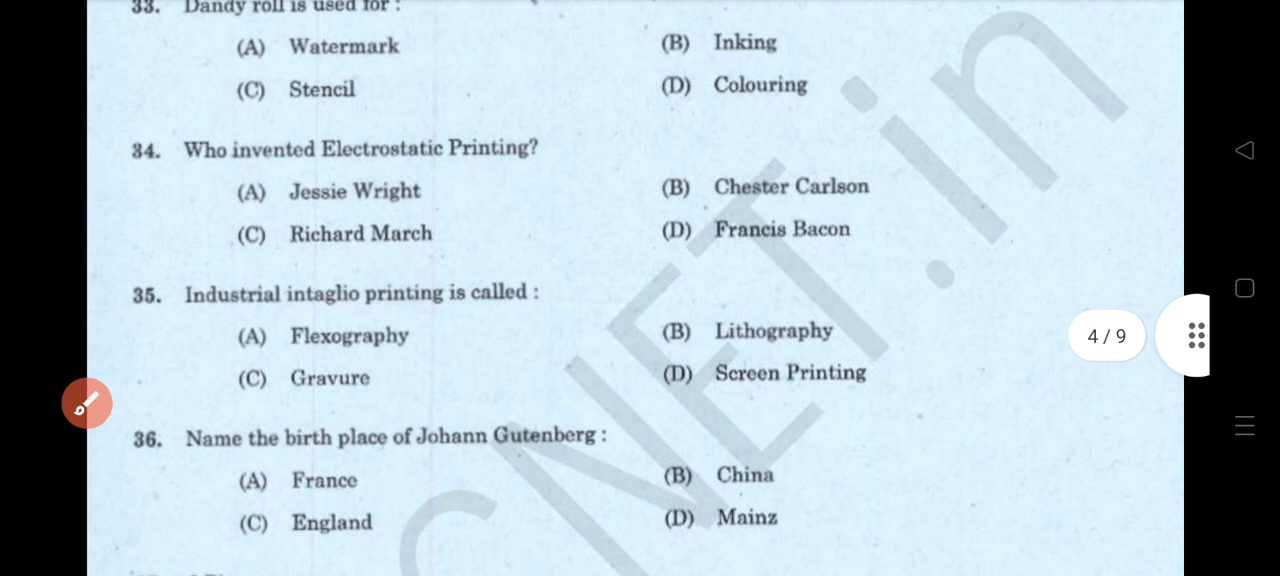 33. Dandy roll is used for :
(A) Watermark (B) Inking
(C) Stencil (D) Colouring
34. Who invented Electrostatic Printing?
(A) Jessie Wright (B) Chester Carlson
(C) Richard March (D) Francis Bacon
35. Industrial intaglio printing is called :
(A) Flexography (B) Lithography
(C) Gravure (D) Screen Printing
4 / 9
36. Name the birth place of Johann Gutenberg :
(A) France (B) China
(C) England (D) Mainz
CNET.in